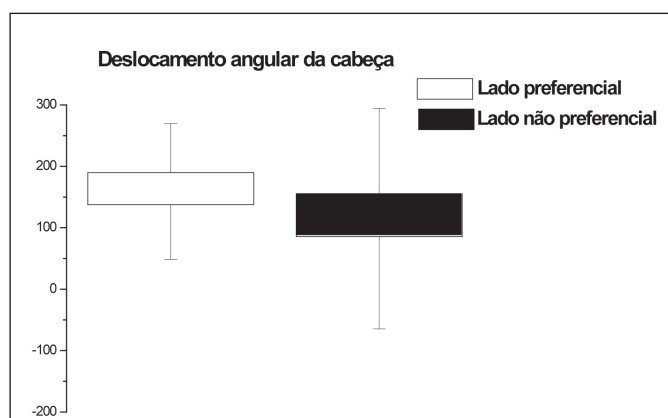 Deslocamento angular da cabeça
Lado preferencial
Lado não preferencial
300
200
100
0
-100
-200